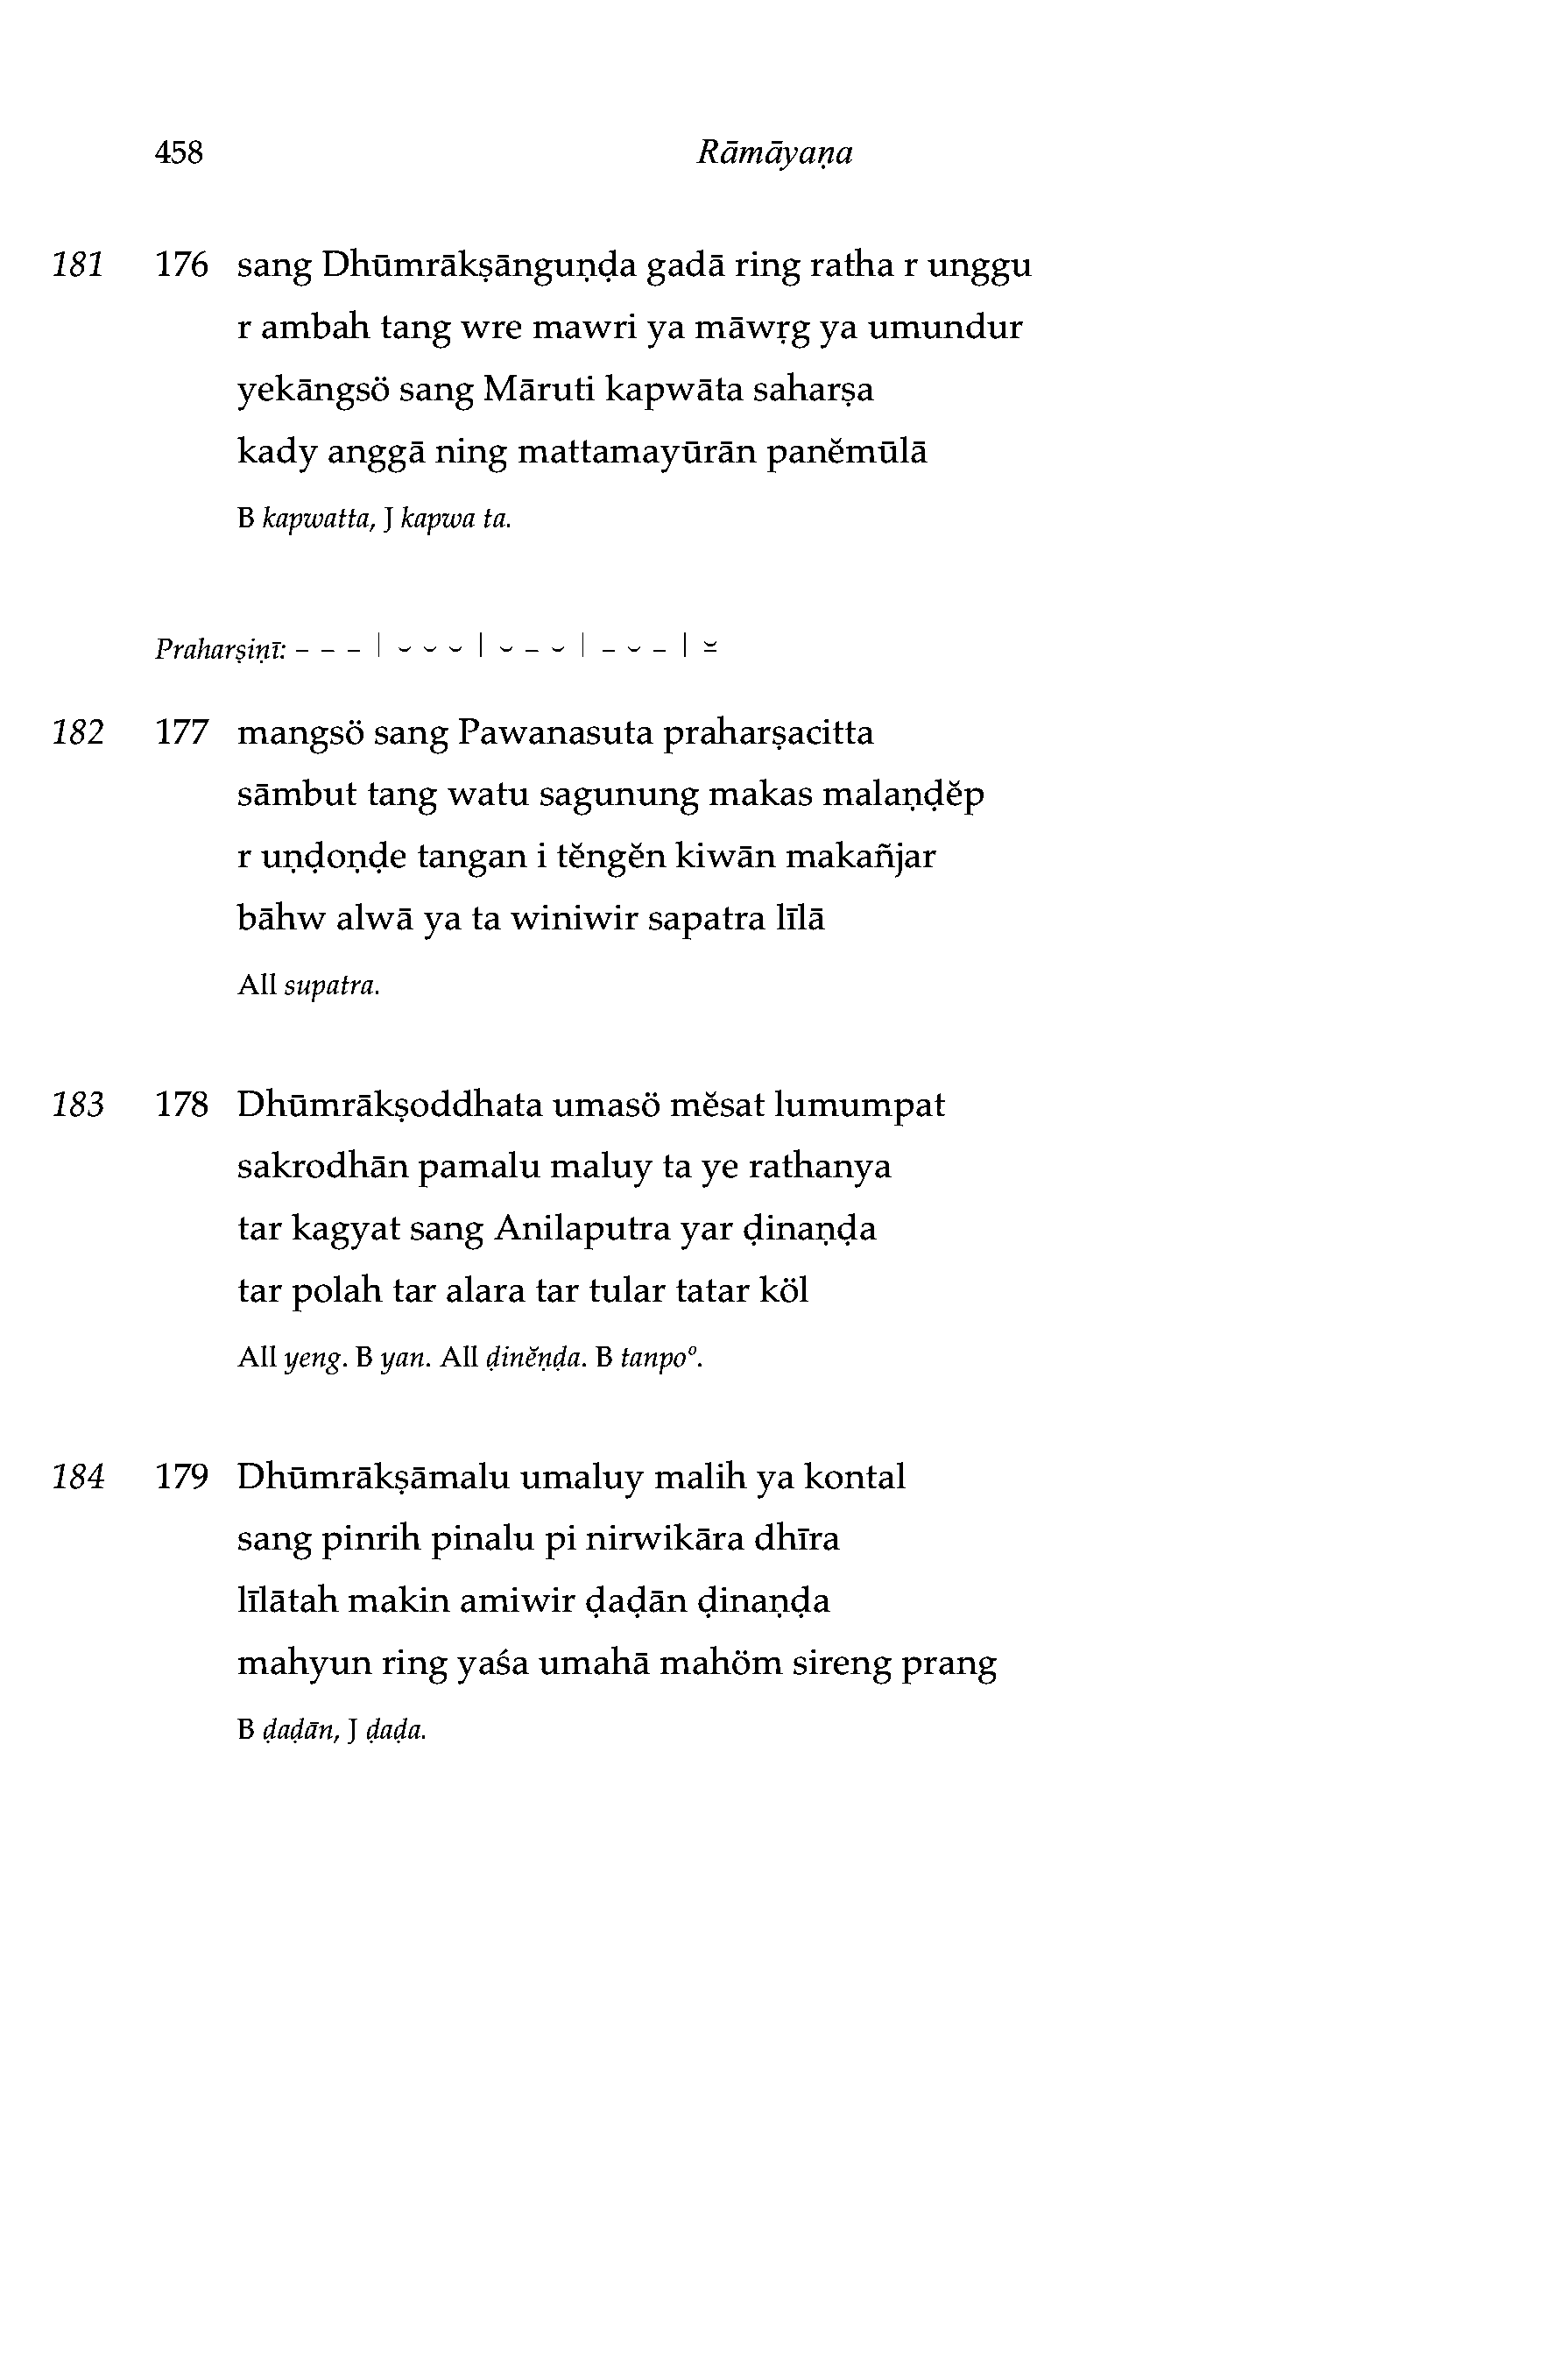 458 Rāmāyaṇa
181 176 sang Dhūmrākṣānguṇḍa gadā ring ratha r unggu
r ambah tang wre mawri ya māwṛg ya umundur
yekāngsö sang Māruti kapwāta saharṣa
kady anggā ning mattamayūrān panĕmūlā
B kapwatta, J kapwa ta.
Praharṣiṇī: – – – | ⏑ ⏑ ⏑ | ⏑ – ⏑ | – ⏑ – | ⏓
182 177 mangsö sang Pawanasuta praharṣacitta
sāmbut tang watu sagunung makas malaṇḍĕp
r uṇḍoṇḍe tangan i tĕngĕn kiwān makañjar
bāhw alwā ya ta winiwir sapatra līlā
All supatra.
183 178 Dhūmrākṣoddhata umasö mĕsat lumumpat
sakrodhān pamalu maluy ta ye rathanya
tar kagyat sang Anilaputra yar ḍinaṇḍa
tar polah tar alara tar tular tatar köl
All yeng. B yan. All ḍinĕṇḍa. B tanpoº.
184 179 Dhūmrākṣāmalu umaluy malih ya kontal
sang pinrih pinalu pi nirwikāra dhīra
līlātah makin amiwir ḍaḍān ḍinaṇḍa
mahyun ring yaśa umahā mahöm sireng prang
B ḍaḍān, J ḍaḍa.